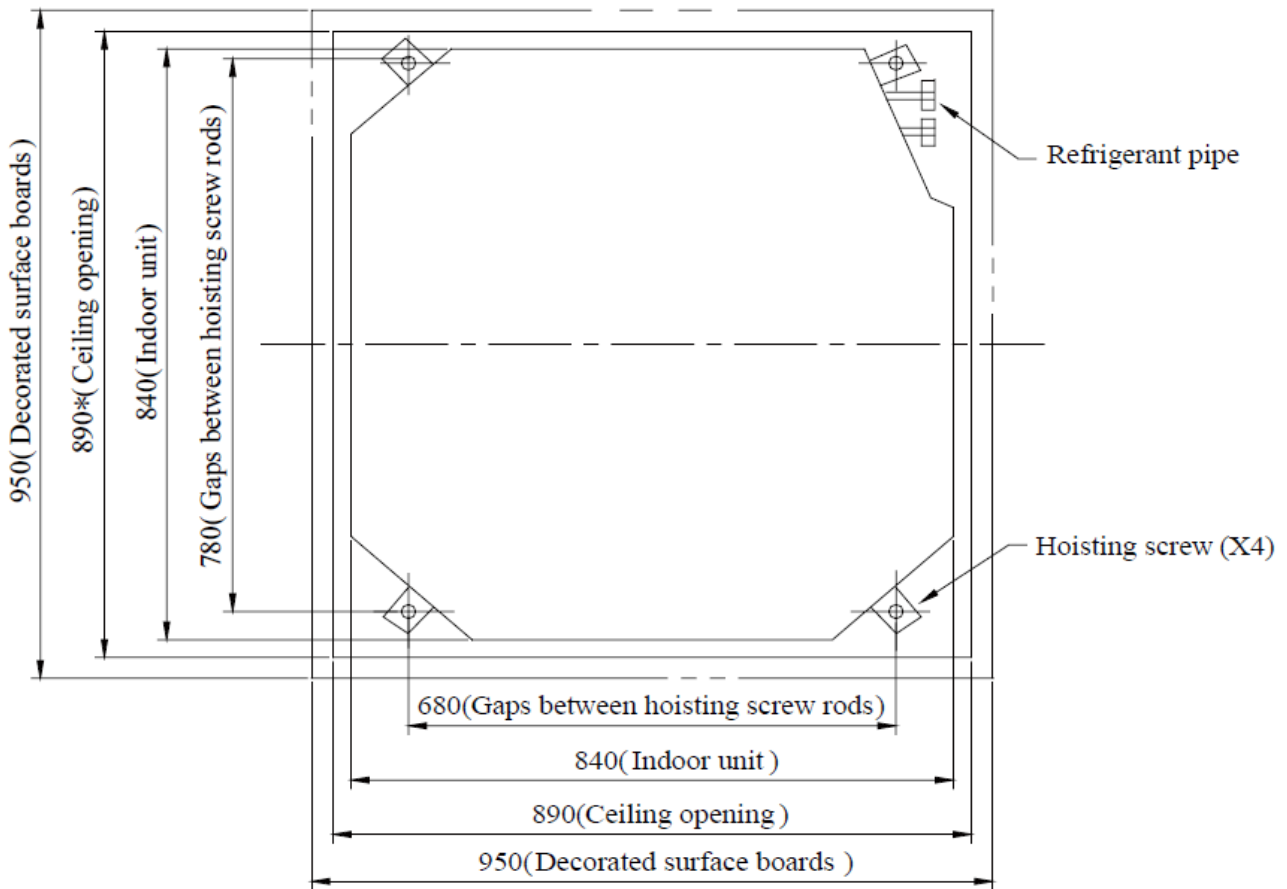 950( Decorated surface boards )
890*( Ceiling opening)
840( Indoor unit )
780( Gaps between hoisting screw rods)
Refrigerant pipe
Hoisting screw (X4)
680(Gaps between hoisting screw rods)
840( Indoor unit )
890(Ceiling opening )
950(Decorated surface boards )